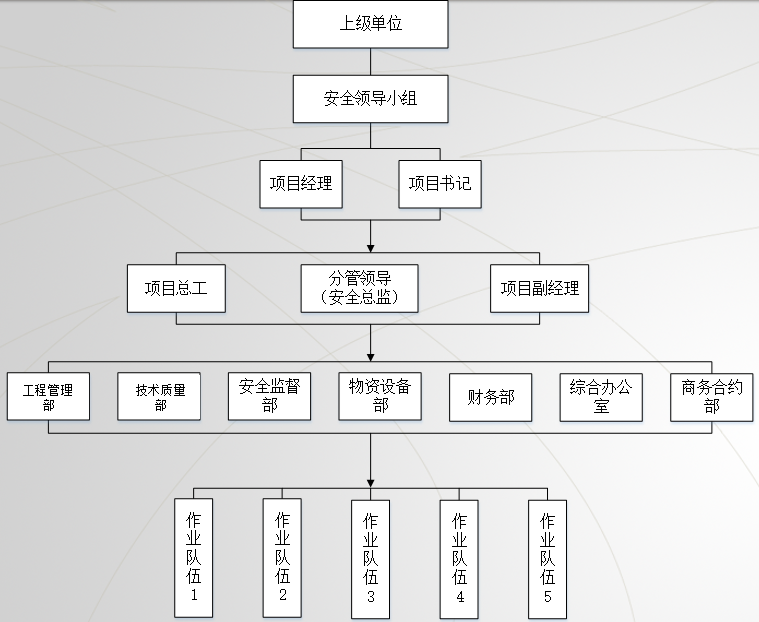 上级单位
安全领导小组
项目经理
项目书记
项目总工
分管领导
（安全总监）
项目副经理
工程管理
部
技术质量
部
安全监督
部
物资设备
部
财务部
综合办公
室
商务合约
部
作业队伍1
作业队伍2
作业队伍3
作业队伍4
作业队伍5